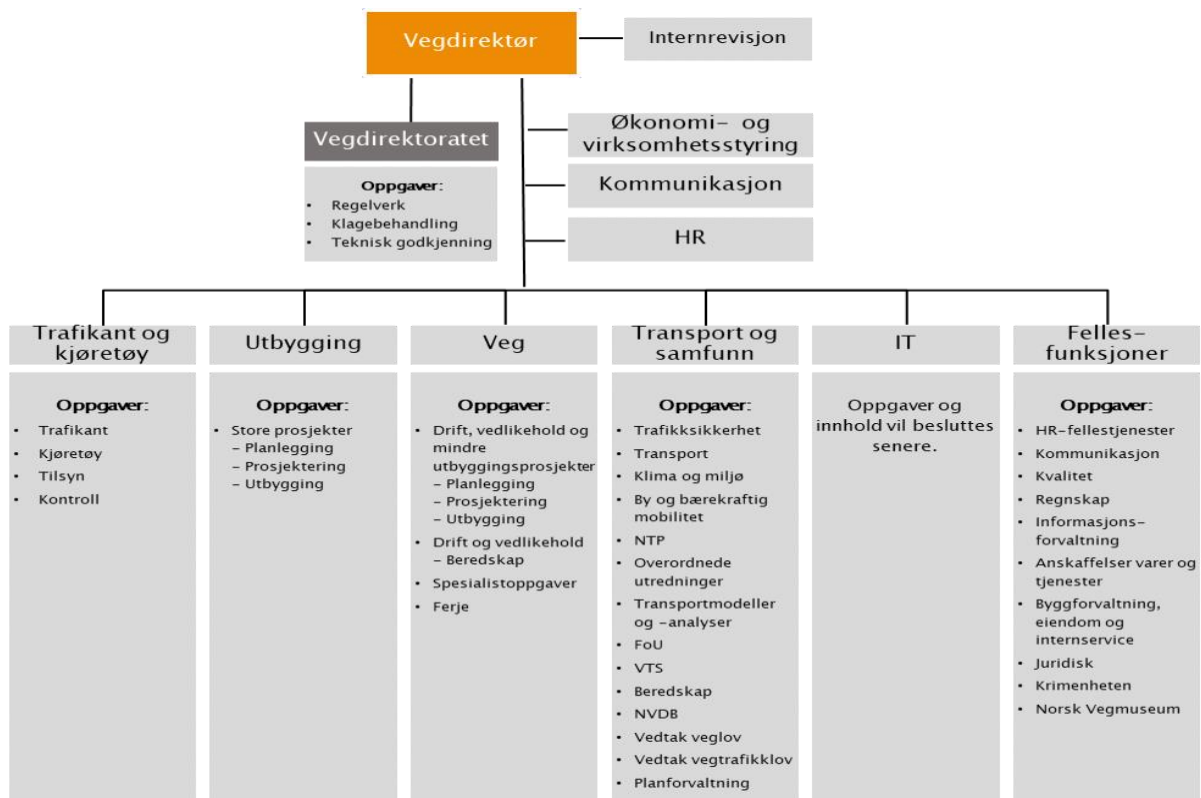 Vegdirektør
Internrevisjon
Vegdirektoratet
Oppgaver:
• Regelverk
• Klagebehandling
• Teknisk godkjenning
Økonomi- og
virksomhetsstyring
Kommunikasjon
HR
Trafikant og
kjøretøy
Oppgaver:
• Trafikant
• Kjøretøy
• Tilsyn
• Kontroll
Utbygging
Oppgaver:
• Store prosjekter
– Planlegging
– Prosjektering
– Utbygging
Veg
Oppgaver:
• Drift, vedlikehold og
mindre
utbyggingsprosjekter
– Planlegging
– Prosjektering
– Utbygging
• Drift og vedlikehold
– Beredskap
• Spesialistoppgaver
• Ferje
Transport og
samfunn
Oppgaver:
• Trafikksikkerhet
• Transport
• Klima og miljø
• By og bærekraftig
mobilitet
• NTP
• Overordnede
utredninger
• Transportmodeller
og -analyser
• FoU
• VTS
• Beredskap
• NVDB
• Vedtak veglov
• Vedtak vegtrafikklov
• Planforvaltning
IT
Oppgaver og
innhold vil besluttes
senere.
Felles-
funksjoner
Oppgaver:
• HR-fellestjenester
• Kommunikasjon
• Kvalitet
• Regnskap
• Informasjons-
forvaltning
• Anskaffelser varer og
tjenester
• Byggforvaltning,
eiendom og
internservice
• Juridisk
• Krimenheten
• Norsk Vegmuseum